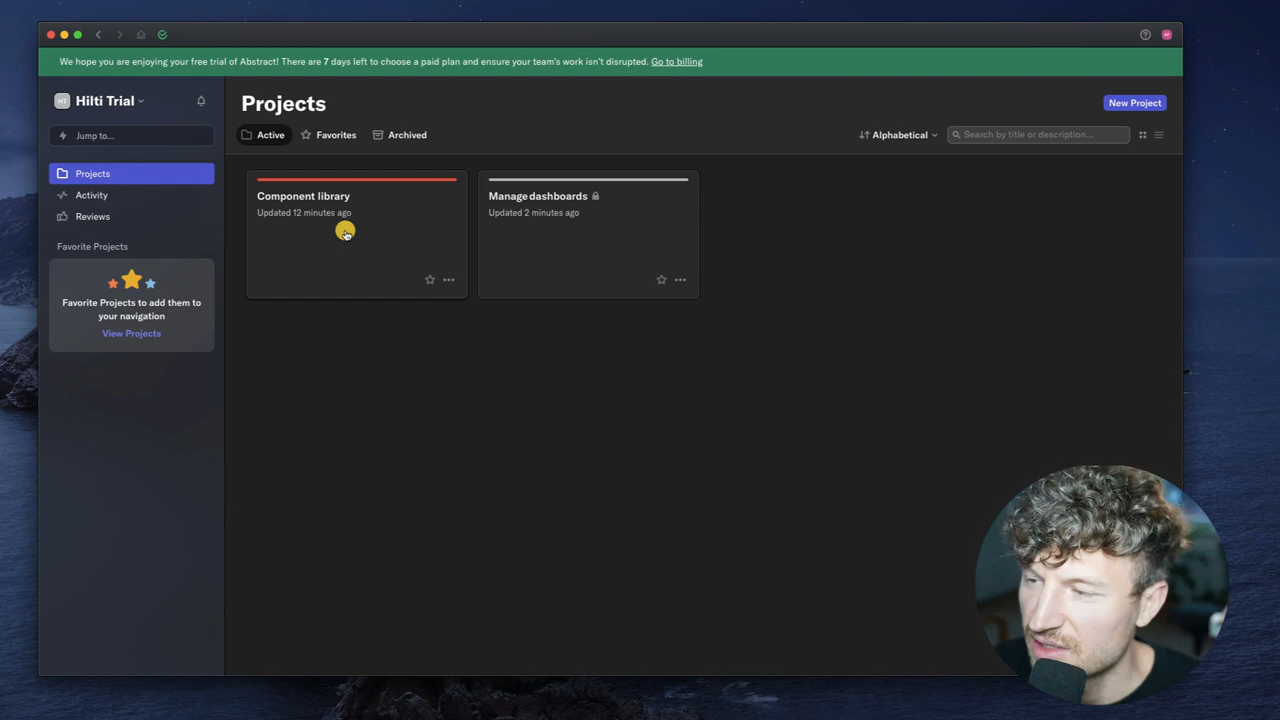 We hope you are enjoying your free trial of Abstract! There are 7 days left to choose a paid plan and ensure your team's work isn't disrupted. Go to billing
HT Hilti Trial
Jump to...
Projects
Activity
Reviews
Favorite Projects
Favorite Projects to add them to
your navigation
View Projects
Projects
New Project
Active
Favorites
Archived
Alphabetical
Search by title or description...
Component library
Updated 12 minutes ago
Manage dashboards
Updated 2 minutes ago